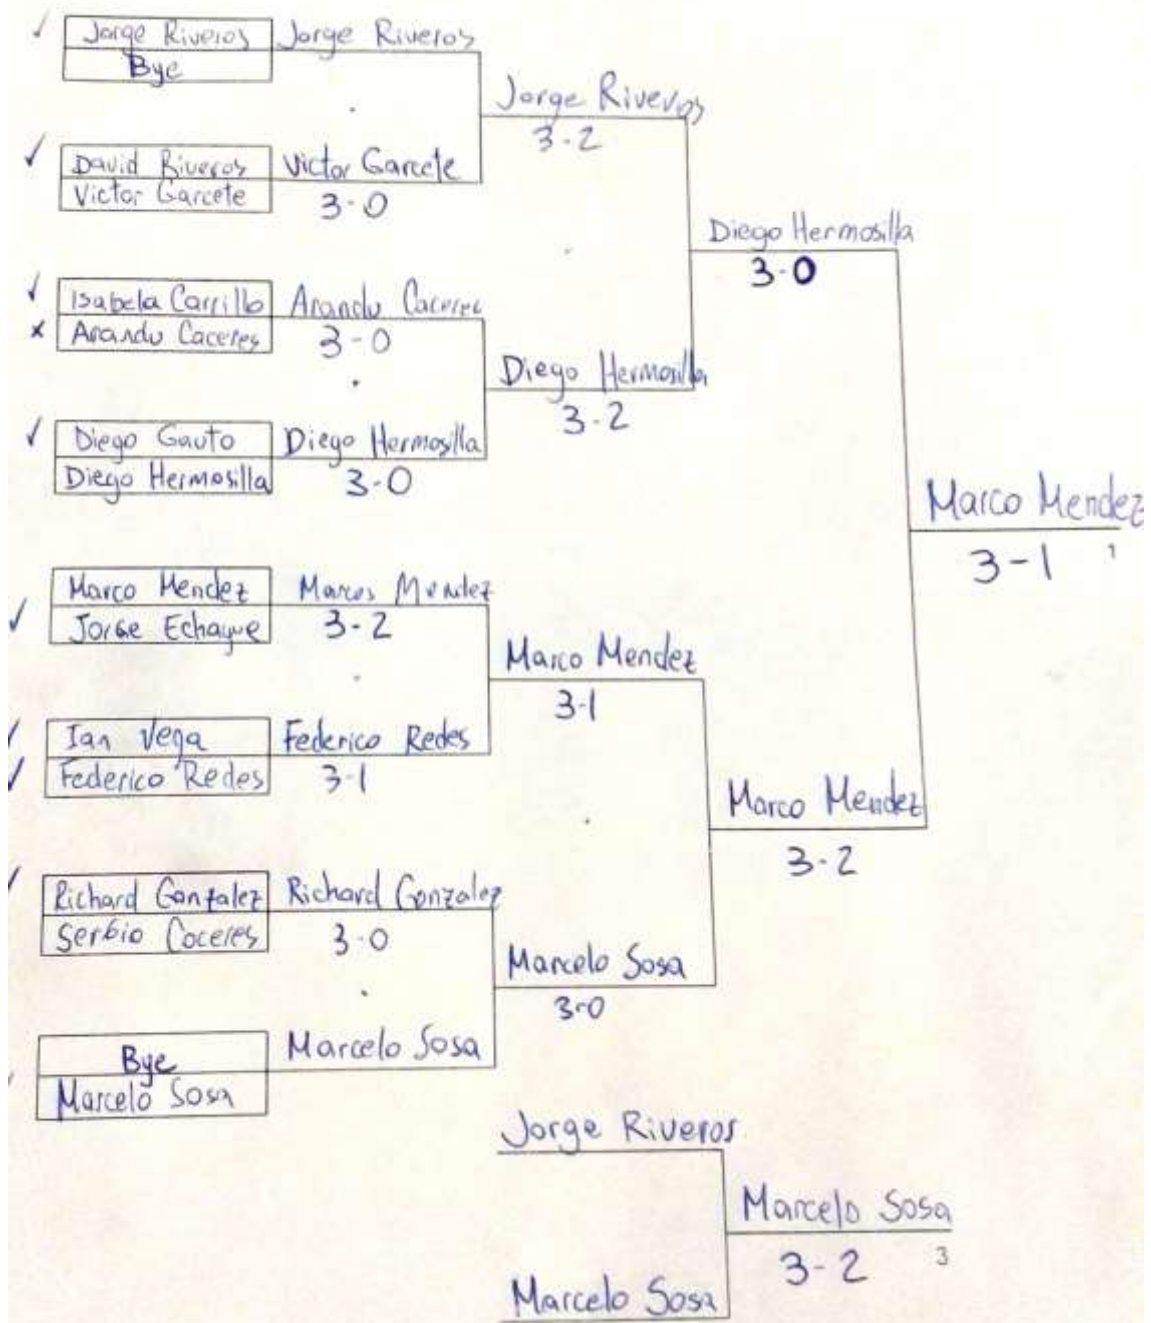 Jorge Riveros Jorge Riveros
Bye
Jorge Riveros
3-2
David Riveros Victor Garcete
Victor Garcete 3-0
Diego Hermosilla
3-0
Isabela Carrillo Arandu Caceres
Arandu Caceres 3-0
Diego Hermosilla
3-2
Diego Gauto Diego Hermosilla
Diego Hermosilla 3-0
Marco Mendez
3-1 1
Marco Mendez Marcos Mendez
Jorge Echague 3-2
Marco Mendez
3-1
Ian Vega Federico Redes
Federico Redes 3-1
Marco Mendez
3-2
Richard Gonzalez Richard Gonzalez
Serbio Coceres 3-0
Marcelo Sosa
3-0
Bye Marcelo Sosa
Marcelo Sosa
Jorge Riveros
Marcelo Sosa
3-2 3
Marcelo Sosa